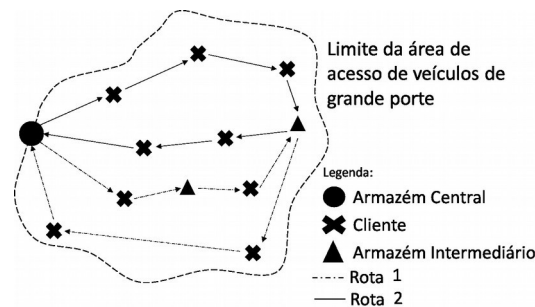 Limite da área de
acesso de veículos de
grande porte
Legenda:
Armazém Central
Cliente
Armazém Intermediário
Rota 1
Rota 2